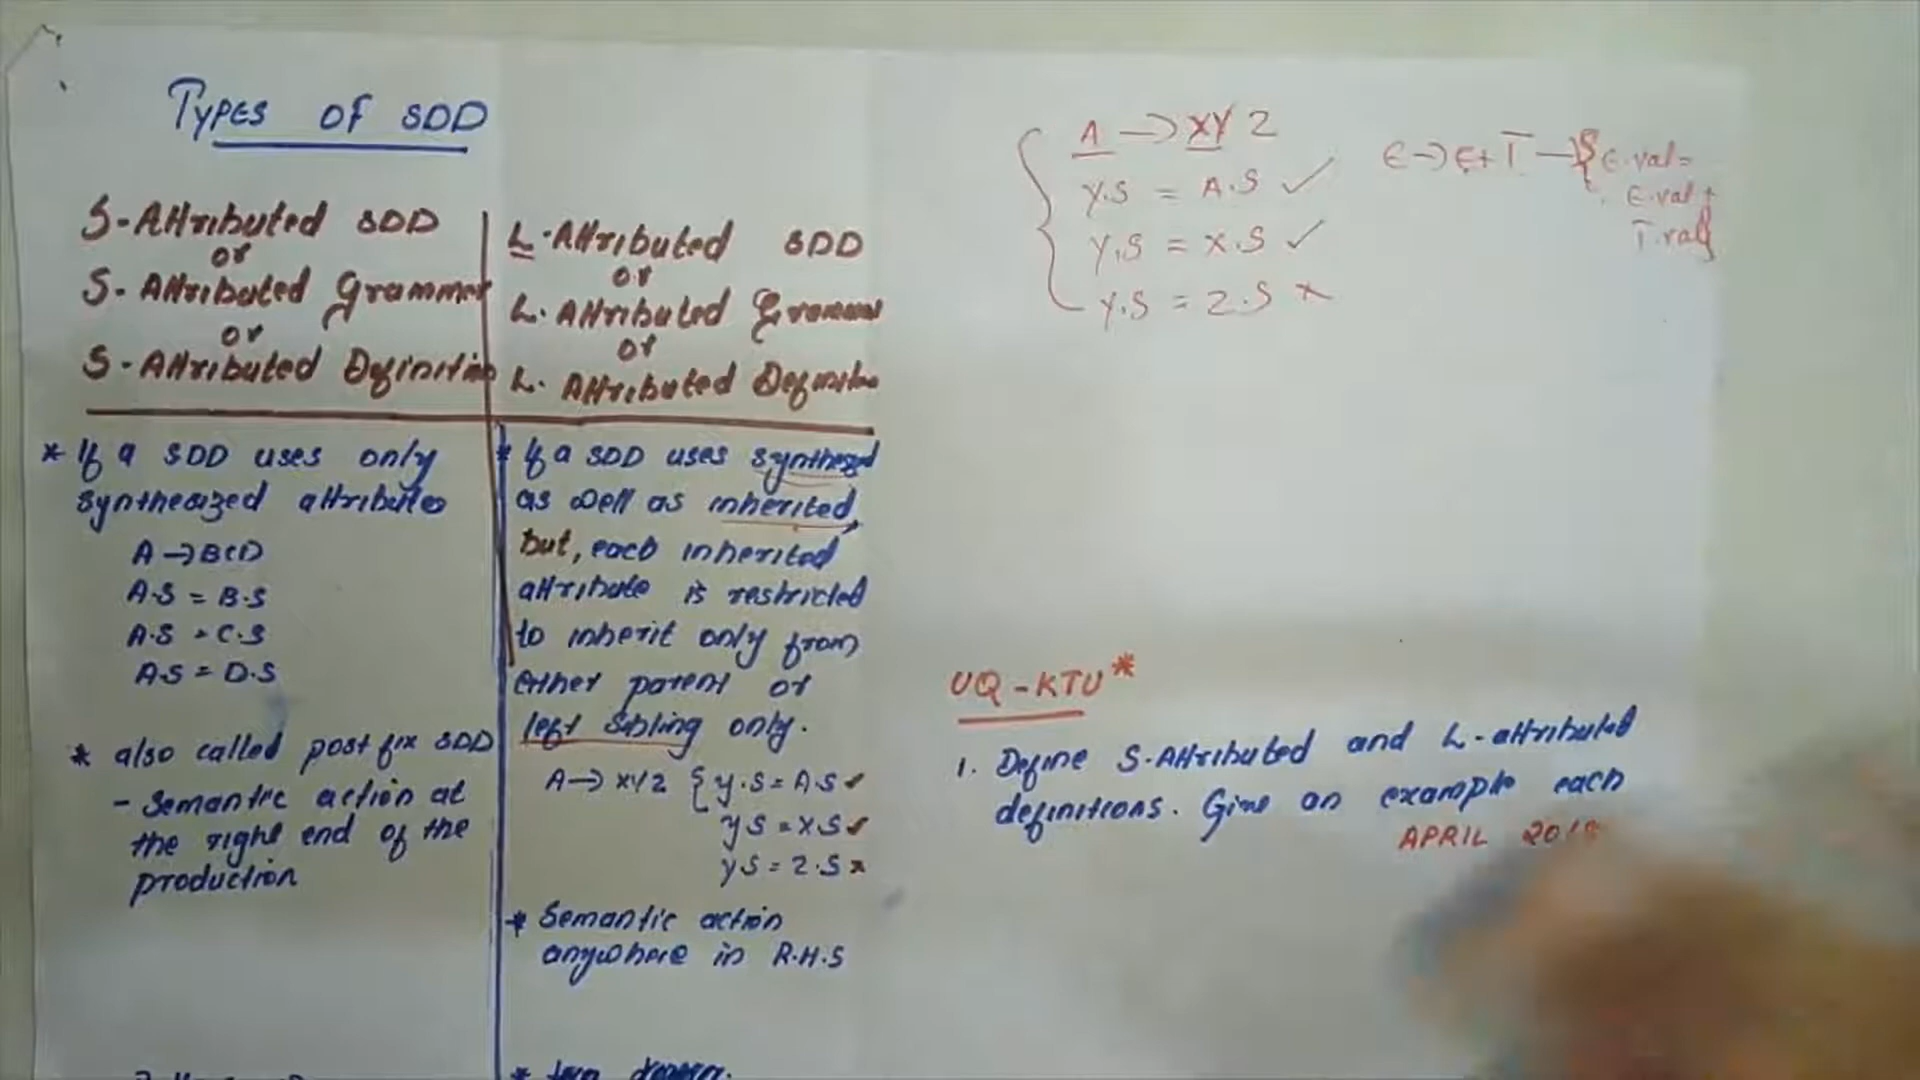 Types of SDD
S-Attributed SDD
or
S-Attributed Grammar
or
S-Attributed Definition
* If a SDD uses only
synthesized attributes
A → BCD
A.S = B.S
A.S = C.S
A.S = D.S
* also called post fix SDD
- Semantic action at
the right end of the
production
L-Attributed SDD
or
L-Attributed Grammar
or
L-Attributed Definition
* If a SDD uses synthesized
as well as inherited,
but, each inherited
attribute is restricted
to inherit only from
either parent or
left sibling only.
A → XYZ { Y.S = A.S ✓
Y.S = X.S ✓
Y.S = Z.S x
* Semantic action
anywhere in R.H.S
A → XYZ
Y.S = A.S ✓
Y.S = X.S ✓
Y.S = Z.S x
E → E + T → { E.val =
E.val +
T.val }
UQ - KTU *
1. Define S-Attributed and L-attributed
definitions. Give an example each
APRIL